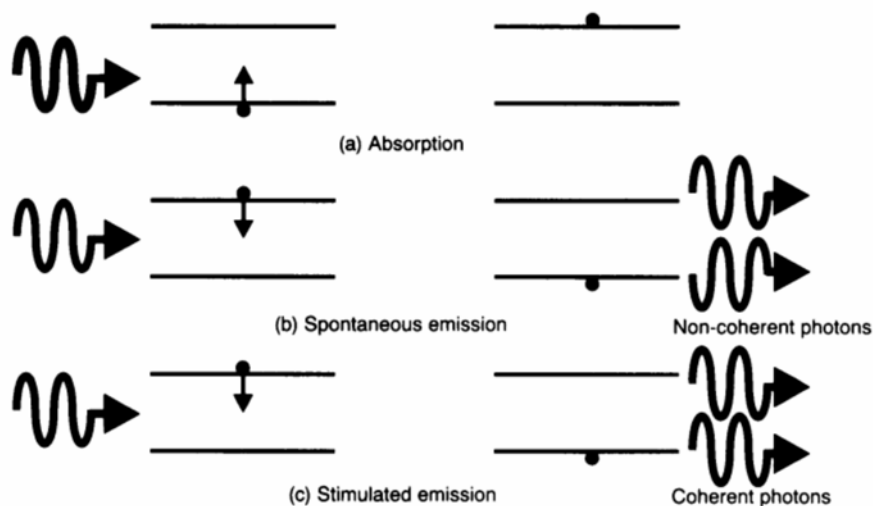 (a) Absorption
(b) Spontaneous emission
Non-coherent photons
(c) Stimulated emission
Coherent photons